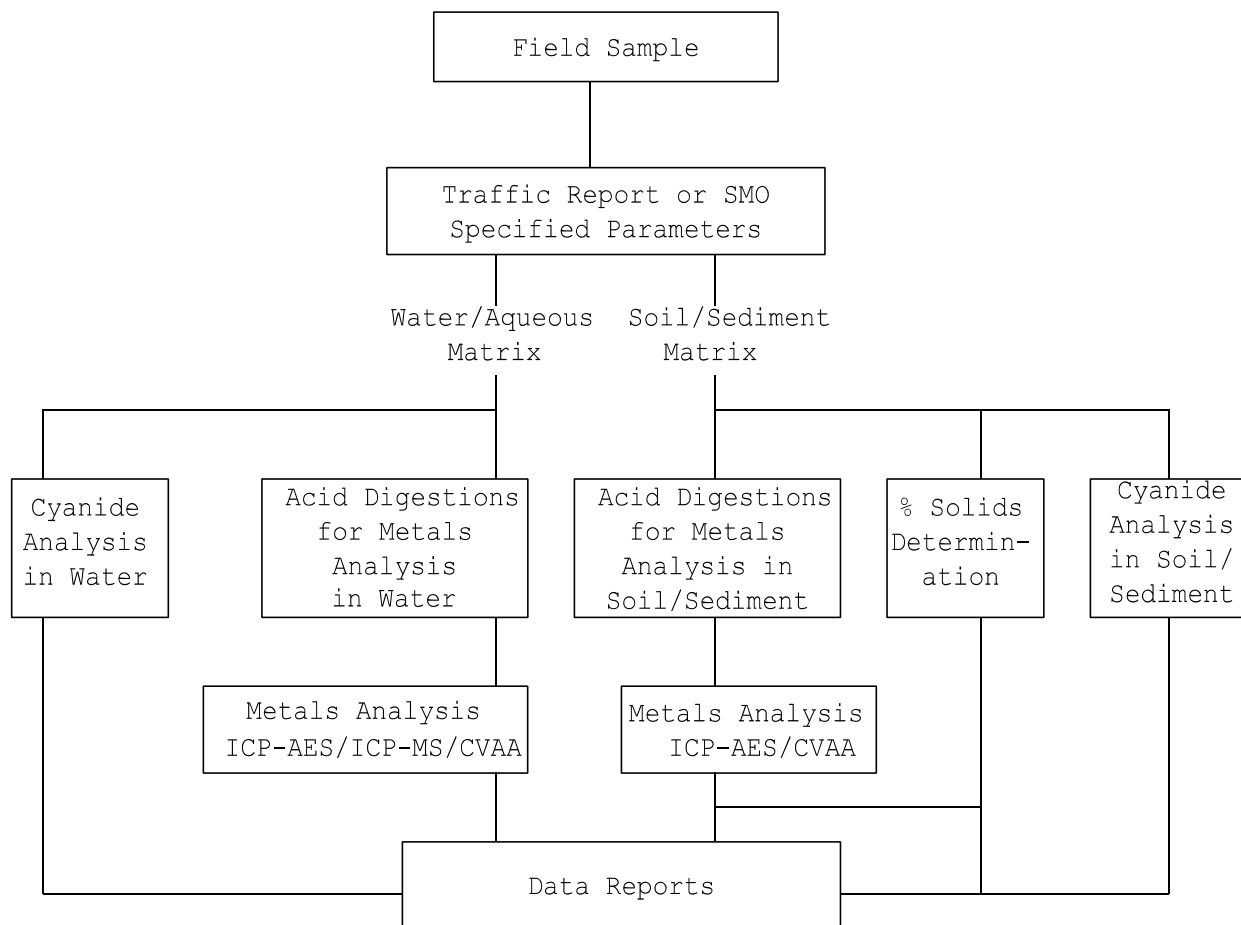 Field Sample
Traffic Report or SMO
Specified Parameters
Water/Aqueous
Matrix
Soil/Sediment
Matrix
Cyanide
Analysis
in Water
Acid Digestions
for Metals
Analysis
in Water
Acid Digestions
for Metals
Analysis in
Soil/Sediment
% Solids
Determin-
ation
Cyanide
Analysis
in Soil/
Sediment
Metals Analysis
ICP-AES/ICP-MS/CVAA
Metals Analysis
ICP-AES/CVAA
Data Reports